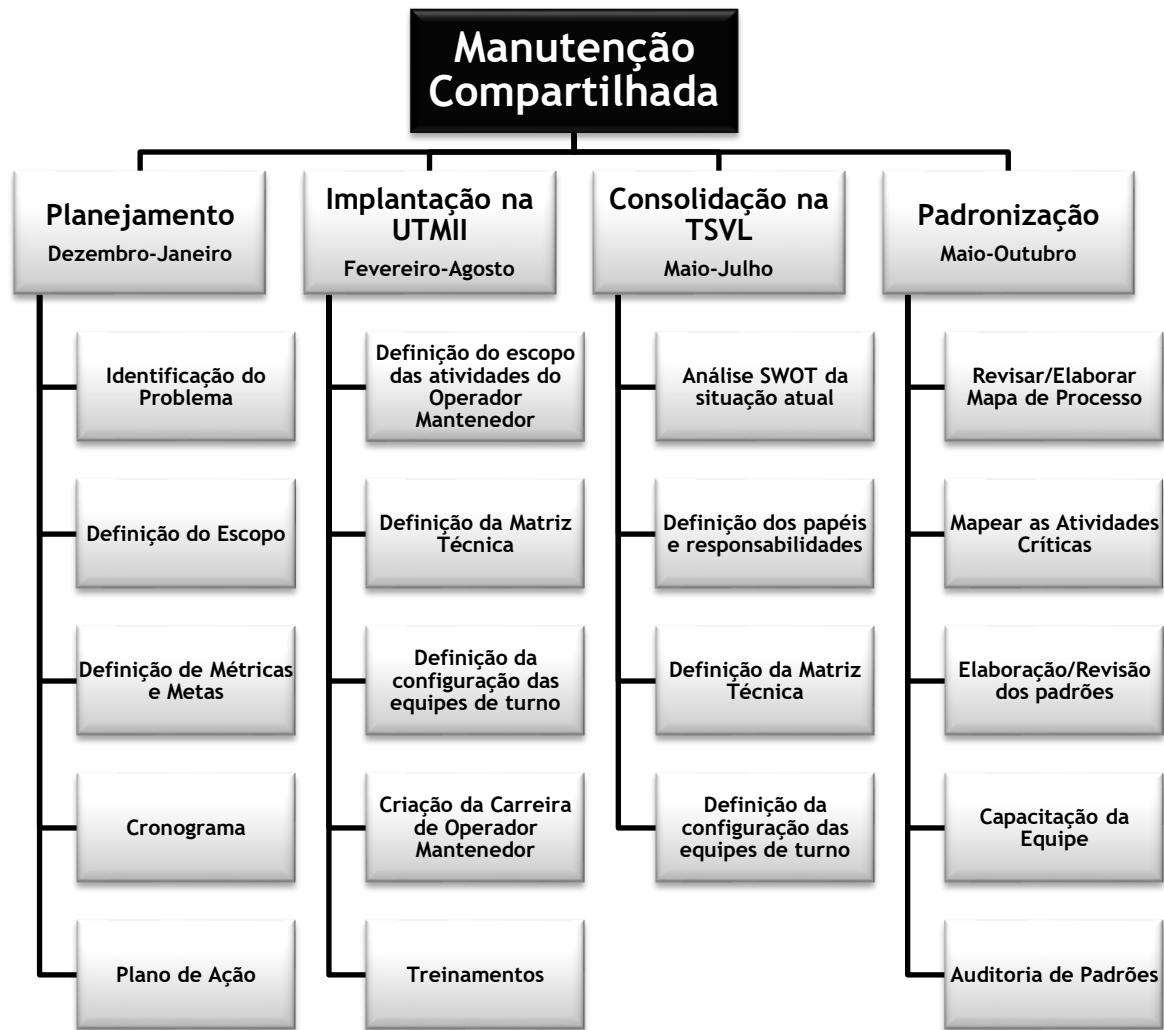 Manutenção
Compartilhada
Planejamento
Dezembro-Janeiro
Identificação do
Problema
Definição do Escopo
Definição de Métricas
e Metas
Cronograma
Plano de Ação
Implantação na
UTMII
Fevereiro-Agosto
Definição do escopo
das atividades do
Operador
Mantenedor
Definição da Matriz
Técnica
Definição da
configuração das
equipes de turno
Criação da Carreira
de Operador
Mantenedor
Treinamentos
Consolidação na
TSVL
Maio-Julho
Análise SWOT da
situação atual
Definição dos papéis
e responsabilidades
Definição da Matriz
Técnica
Definição da
configuração das
equipes de turno
Padronização
Maio-Outubro
Revisar/Elaborar
Mapa de Processo
Mapear as Atividades
Críticas
Elaboração/Revisão
dos padrões
Capacitação da
Equipe
Auditoria de Padrões